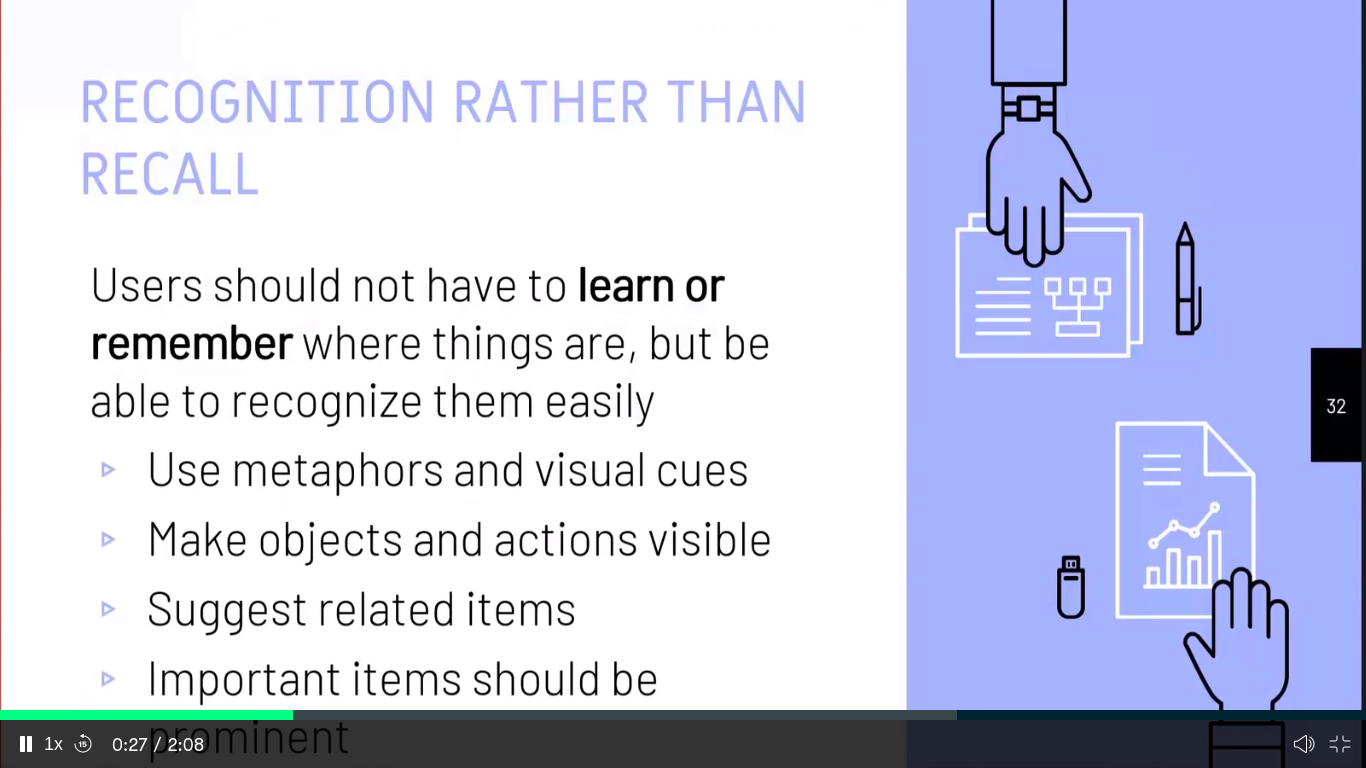 RECOGNITION RATHER THAN
RECALL
Users should not have to learn or
remember where things are, but be
able to recognize them easily
Use metaphors and visual cues
Make objects and actions visible
Suggest related items
Important items should be
prominent
32
1x 15 0:27 / 2:08